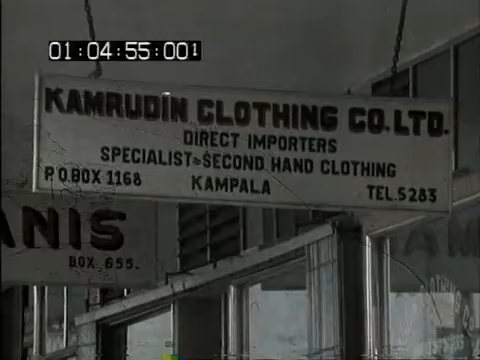 01:04:55:00
KAMRUDIN CLOTHING CO. LTD.
DIRECT IMPORTERS
SPECIALIST=SECOND HAND CLOTHING
P.O BOX 1168 KAMPALA TEL. 5283
ANIS
BOX 655.